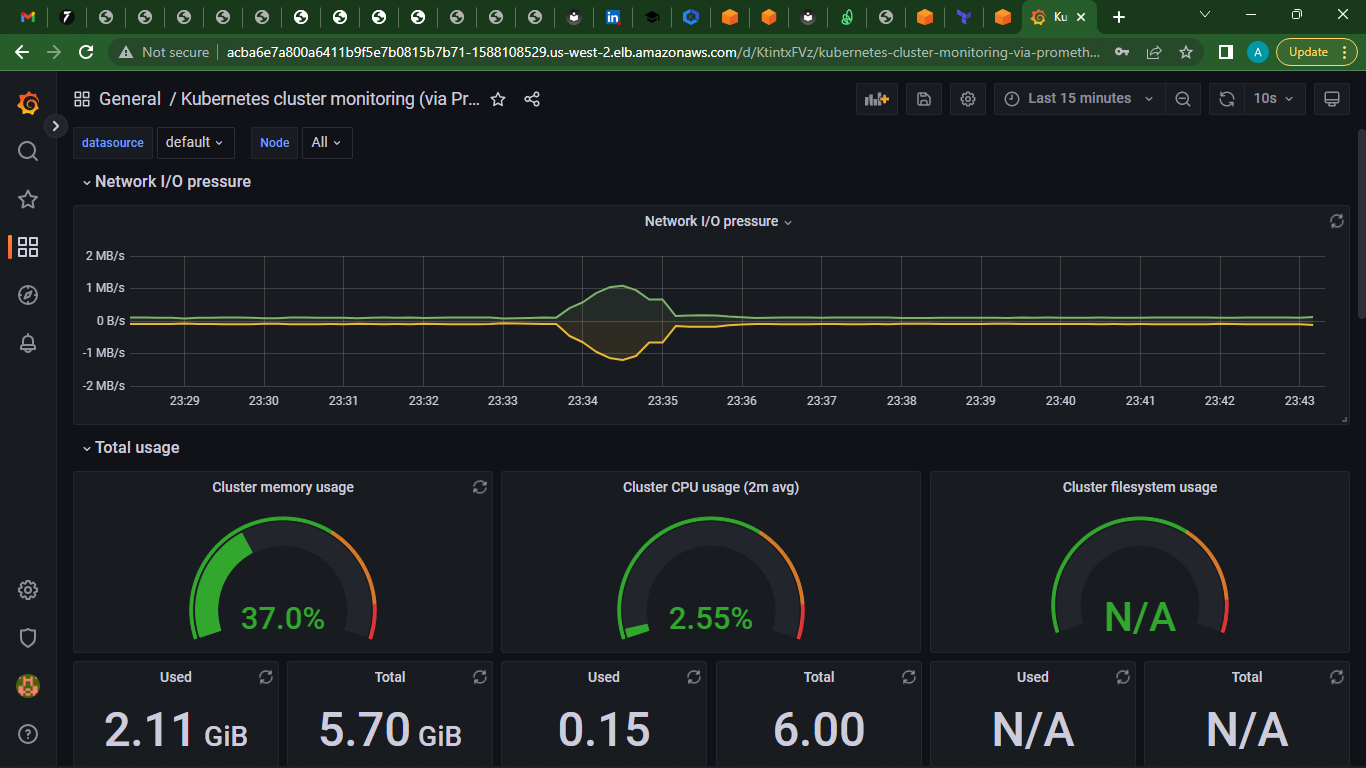 Ku
Not secure
acba6e7a800a6411b9f5e7b0815b7b71-1588108529.us-west-2.elb.amazonaws.com/d/KtintxFVz/kubernetes-cluster-monitoring-via-prometh...
A
Update
General / Kubernetes cluster monitoring (via Pr...
Last 15 minutes
10s
datasource default Node All
Network I/O pressure
Network I/O pressure
2 MB/s
1 MB/s
0 B/s
-1 MB/s
-2 MB/s
23:29 23:30 23:31 23:32 23:33 23:34 23:35 23:36 23:37 23:38 23:39 23:40 23:41 23:42 23:43
Total usage
Cluster memory usage
37.0%
Cluster CPU usage (2m avg)
2.55%
Cluster filesystem usage
N/A
Used
2.11 GiB
Total
5.70 GiB
Used
0.15
Total
6.00
Used
N/A
Total
N/A